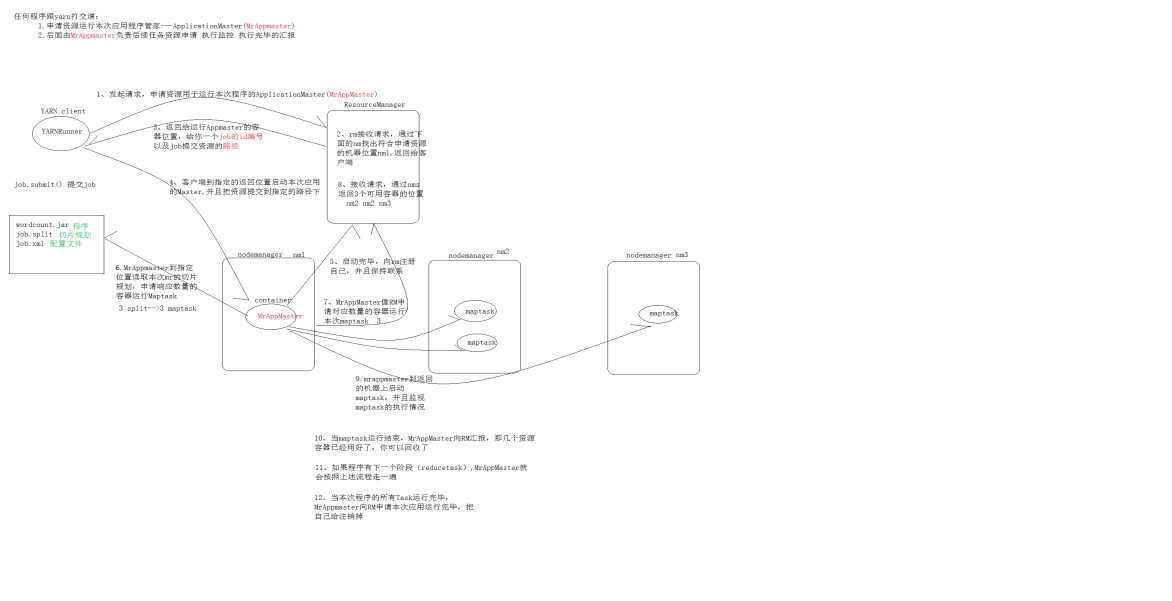 任何程序跟yarn打交道:
1.申请资源运行本次应用程序管家---ApplicationMaster(MrAppmaster)
2.后面由MrAppmaster负责后续任务资源申请 执行监控 执行完毕的汇报
1、发起请求, 申请资源用于运行本次程序的ApplicationMaster(MrAppMaster)
YARN client
YARNRunner
ResourceManager
3、返回给运行Appmaster的容
器位置, 给你一个job的id编号
以及job提交资源的路径
2、rm接收请求, 通过下
面的nm找出符合申请资源
的机器位置nm1.返回给客
户端
8、接收请求, 通过nms
返回3个可用容器的位置
nm2 nm2 nm3
job.submit() 提交job
4、客户端到指定的返回位置启动本次应用
的Master,并且把资源提交到指定的路径下
wordcount.jar 程序
job.split 切片规划
job.xml 配置文件
6.MrAppmaster到指定
位置读取本次mr的切片
规划, 申请响应数量的
容器运行Maptask
3 split-->3 maptask
nodemanager nm1
container
MrAppMaster
5、启动完毕, 向rm注册
自己, 并且保持联系
7、MrAppMaster像RM申
请对应数量的容器运行
本次maptask 3
nodemanager nm2
maptask
maptask
nodemanager nm3
maptask
9/mrappmaster到返回
的机器上启动
maptask, 并且监视
maptask的执行情况
10、当maptask运行结束, MrAppMaster向RM汇报, 那几个资源
容器已经用好了, 你可以回收了
11、如果程序有下一个阶段（reducetask）,MrAppMaster就
会按照上述流程走一遍
12、当本次程序的所有Task运行完毕,
MrAppmaster向RM申请本次应用运行完毕, 把
自己给注销掉